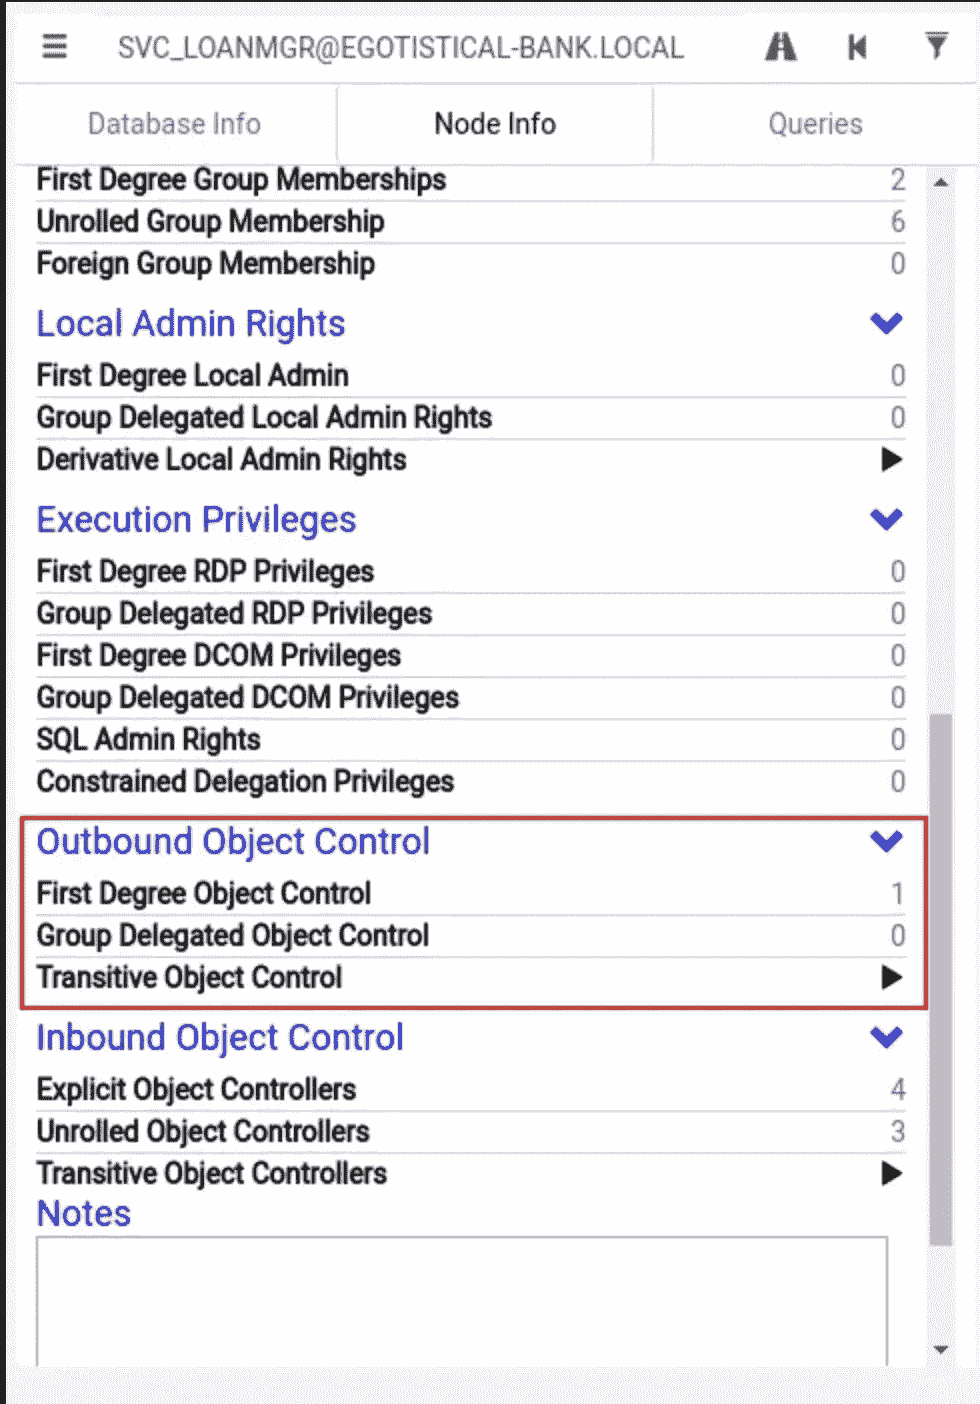 SVC_LOANMGR@EGOTISTICAL-BANK.LOCAL
Database Info Node Info Queries
First Degree Group Memberships 2
Unrolled Group Membership 6
Foreign Group Membership 0
Local Admin Rights
First Degree Local Admin 0
Group Delegated Local Admin Rights 0
Derivative Local Admin Rights
Execution Privileges
First Degree RDP Privileges 0
Group Delegated RDP Privileges 0
First Degree DCOM Privileges 0
Group Delegated DCOM Privileges 0
SQL Admin Rights 0
Constrained Delegation Privileges 0
Outbound Object Control
First Degree Object Control 1
Group Delegated Object Control 0
Transitive Object Control
Inbound Object Control
Explicit Object Controllers 4
Unrolled Object Controllers 3
Transitive Object Controllers
Notes